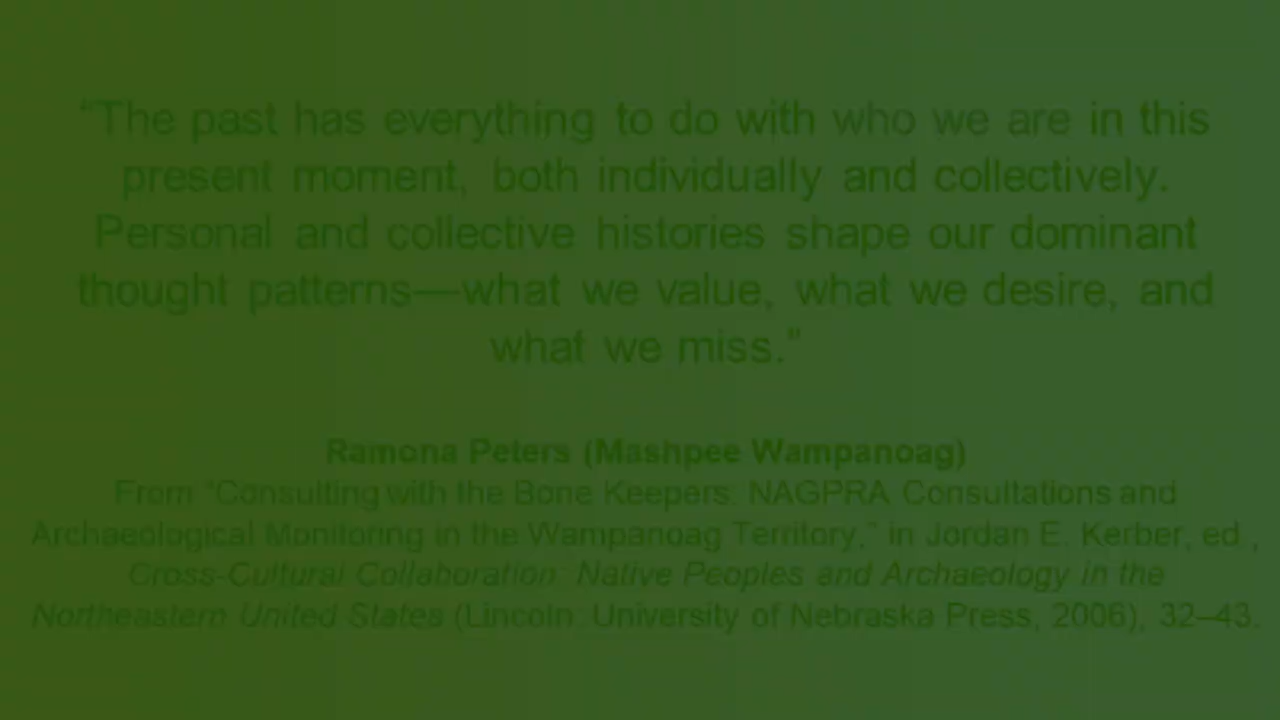 “The past has everything to do with who we are in this
present moment, both individually and collectively.
Personal and collective histories shape our dominant
thought patterns—what we value, what we desire, and
what we miss.”
Ramona Peters (Mashpee Wampanoag)
From “Consulting with the Bone Keepers: NAGPRA Consultations and
Archaeological Monitoring in the Wampanoag Territory,” in Jordan E. Kerber, ed.,
Cross-Cultural Collaboration: Native Peoples and Archaeology in the
Northeastern United States (Lincoln: University of Nebraska Press, 2006), 32–43.